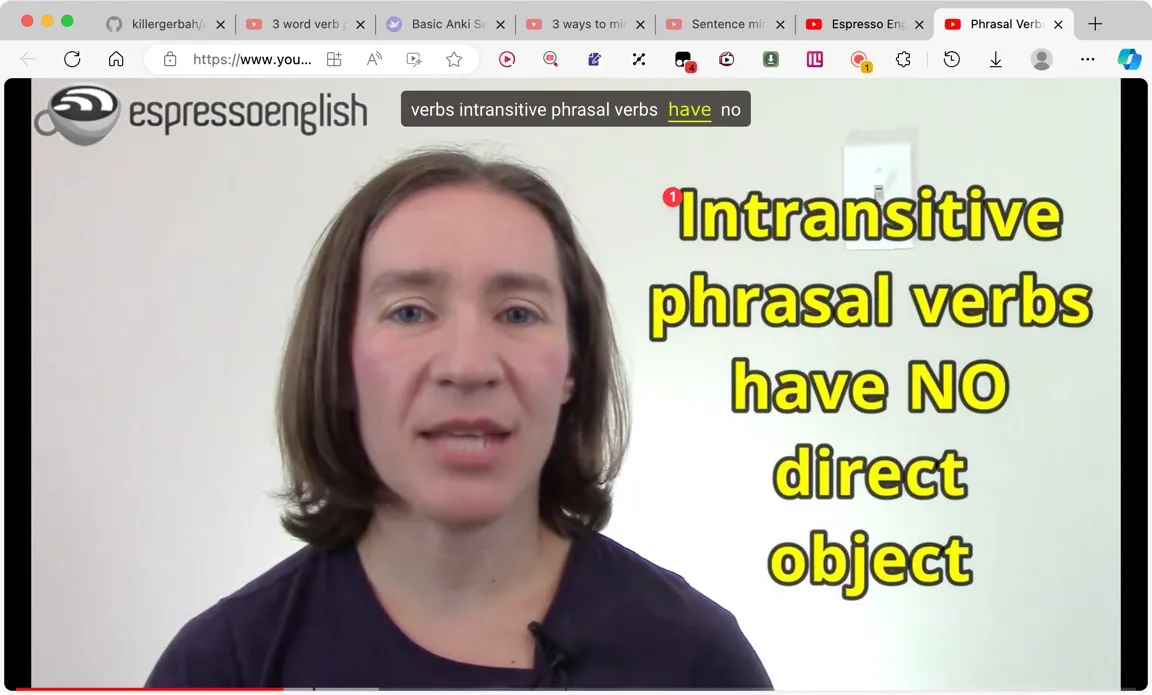 killergerbah/
3 word verb p
Basic Anki Se
3 ways to mi
Sentence mi
Espresso Eng
Phrasal Verb
https://www.you...
4
1
espressoenglish
verbs intransitive phrasal verbs have no
1
Intransitive
phrasal verbs
have NO
direct
object